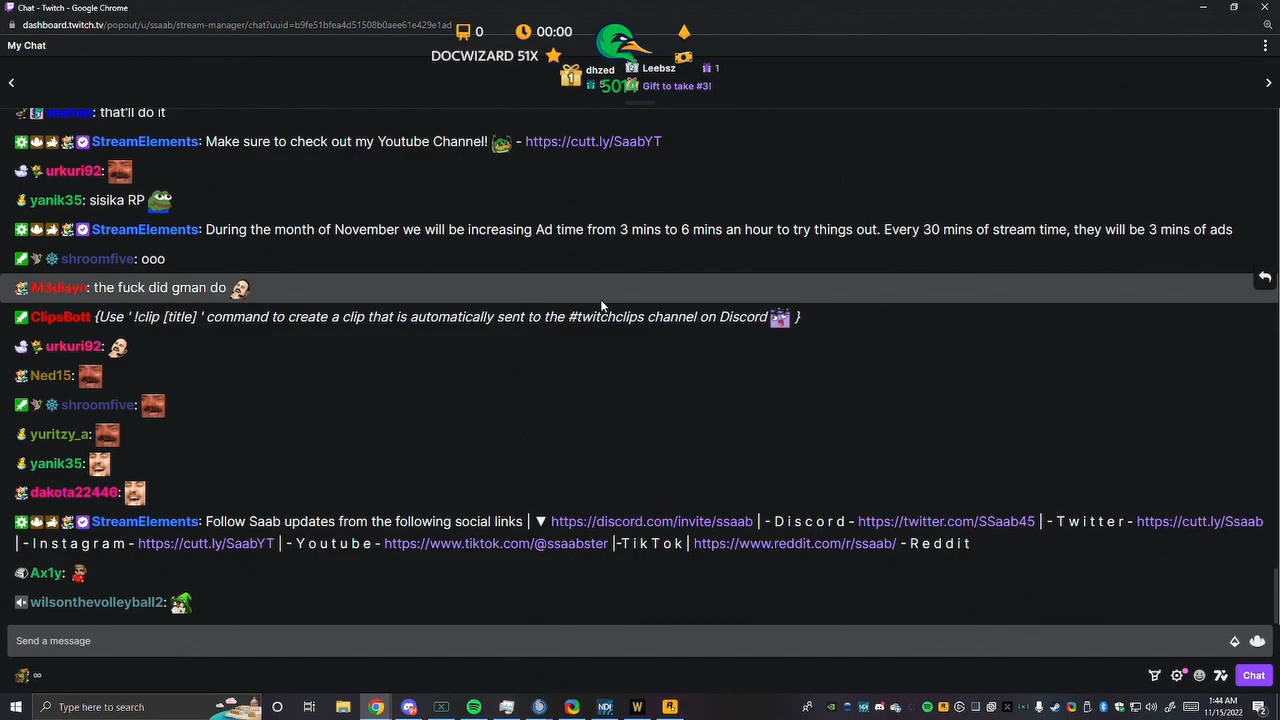 Chat - Twitch - Google Chrome
dashboard.twitch.tv/popout/u/ssaab/stream-manager/chat?uuid=b9fe51bfea4d51508b0aee61e429e1ad
0
00:00
DOCWIZARD 51X
My Chat
1
dhzed
Leebsz
1
Gift to take #3!
that'll do it
StreamElements: Make sure to check out my Youtube Channel! - https://cutt.ly/SaabYT
urkuri92:
yanik35: sisika RP
StreamElements: During the month of November we will be increasing Ad time from 3 mins to 6 mins an hour to try things out. Every 30 mins of stream time, they will be 3 mins of ads
shroomfive: ooo
the fuck did gman do
ClipsBott {Use ' !clip [title] ' command to create a clip that is automatically sent to the #twitchclips channel on Discord }
urkuri92:
Ned15:
shroomfive:
yuritzy_a:
yanik35:
dakota22446:
StreamElements: Follow Saab updates from the following social links | ▼ https://discord.com/invite/ssaab | - D i s c o r d - https://twitter.com/SSaab45 | - T w i t t e r - https://cutt.ly/Ssaab
| - I n s t a g r a m - https://cutt.ly/SaabYT | - Y o u t u b e - https://www.tiktok.com/@ssaabster |-T i k T o k | https://www.reddit.com/r/ssaab/ - R e d d i t
Ax1y:
wilsonthevolleyball2:
Send a message
∞
Chat
Type here to search
1:44 AM
11/15/2022